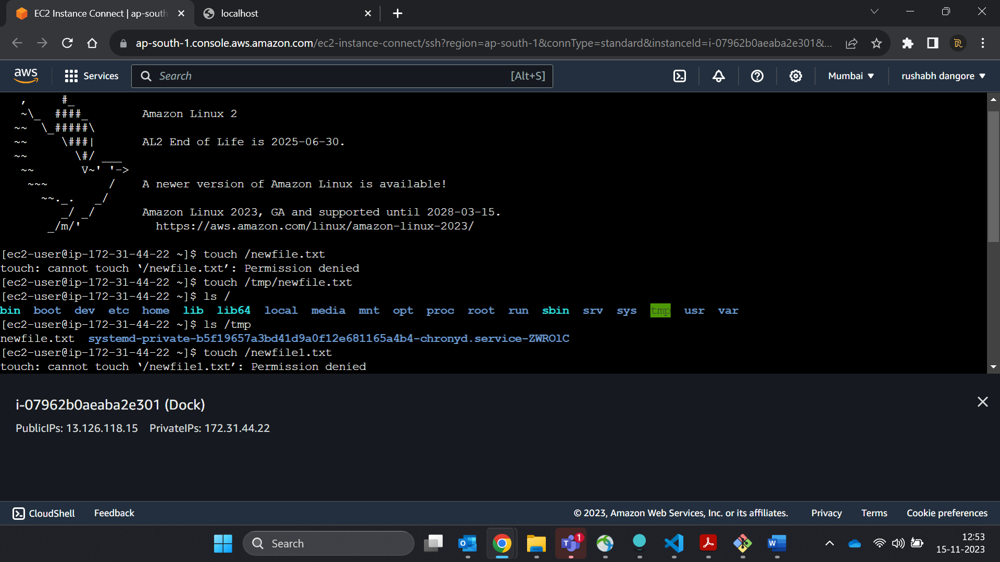 EC2 Instance Connect | ap-south
localhost
ap-south-1.console.aws.amazon.com/ec2-instance-connect/ssh?region=ap-south-1&connType=standard&instanceId=i-07962b0aeaba2e301&...
aws
Services
Search
[Alt+S]
Mumbai
rushabh dangore
   ,     #_
   ~\_  ####_        Amazon Linux 2
  ~~  \_#####\
  ~~     \###|       AL2 End of Life is 2025-06-30.
  ~~       \#/ ___
   ~~       V~' '->
    ~~~         /    A newer version of Amazon Linux is available!
      ~~._.   _/
         _/ _/       Amazon Linux 2023, GA and supported until 2028-03-15.
       _/m/'           https://aws.amazon.com/linux/amazon-linux-2023/
[ec2-user@ip-172-31-44-22 ~]$ touch /newfile.txt
touch: cannot touch ‘/newfile.txt’: Permission denied
[ec2-user@ip-172-31-44-22 ~]$ touch /tmp/newfile.txt
[ec2-user@ip-172-31-44-22 ~]$ ls /
bin  boot  dev  etc  home  lib  lib64  local  media  mnt  opt  proc  root  run  sbin  srv  sys  tmp  usr  var
[ec2-user@ip-172-31-44-22 ~]$ ls /tmp
newfile.txt  systemd-private-b5f19657a3bd41d9a0f12e681165a4b4-chronyd.service-ZWROlC
[ec2-user@ip-172-31-44-22 ~]$ touch /newfile1.txt
touch: cannot touch ‘/newfile1.txt’: Permission denied
i-07962b0aeaba2e301 (Dock)
PublicIPs: 13.126.118.15 PrivateIPs: 172.31.44.22
CloudShell
Feedback
© 2023, Amazon Web Services, Inc. or its affiliates.
Privacy
Terms
Cookie preferences
Search
1
12:53
15-11-2023